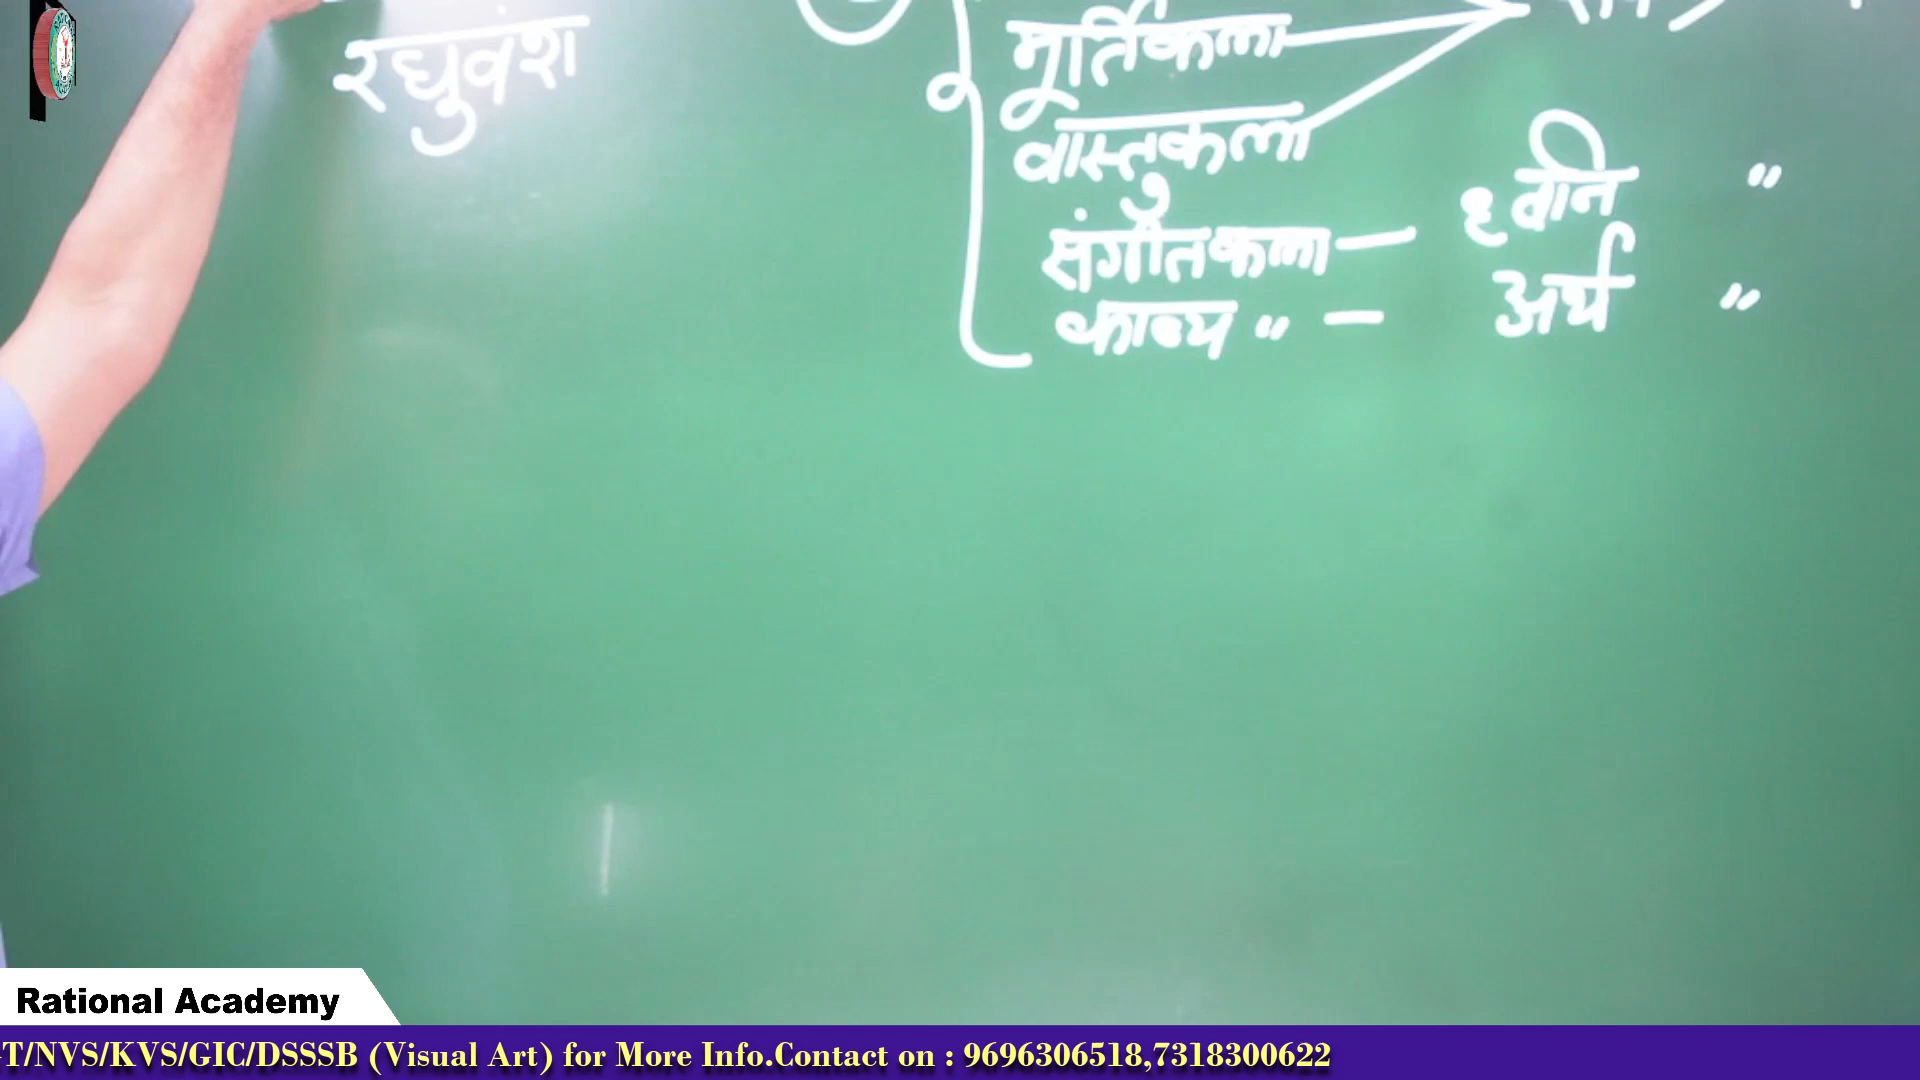 रघुवंश
मूर्तिकला
वास्तुकला
संगीतकला — ध्वनि "
काव्य " — अर्थ "
Rational Academy
T/NVS/KVS/GIC/DSSSB (Visual Art) for More Info.Contact on : 9696306518,7318300622